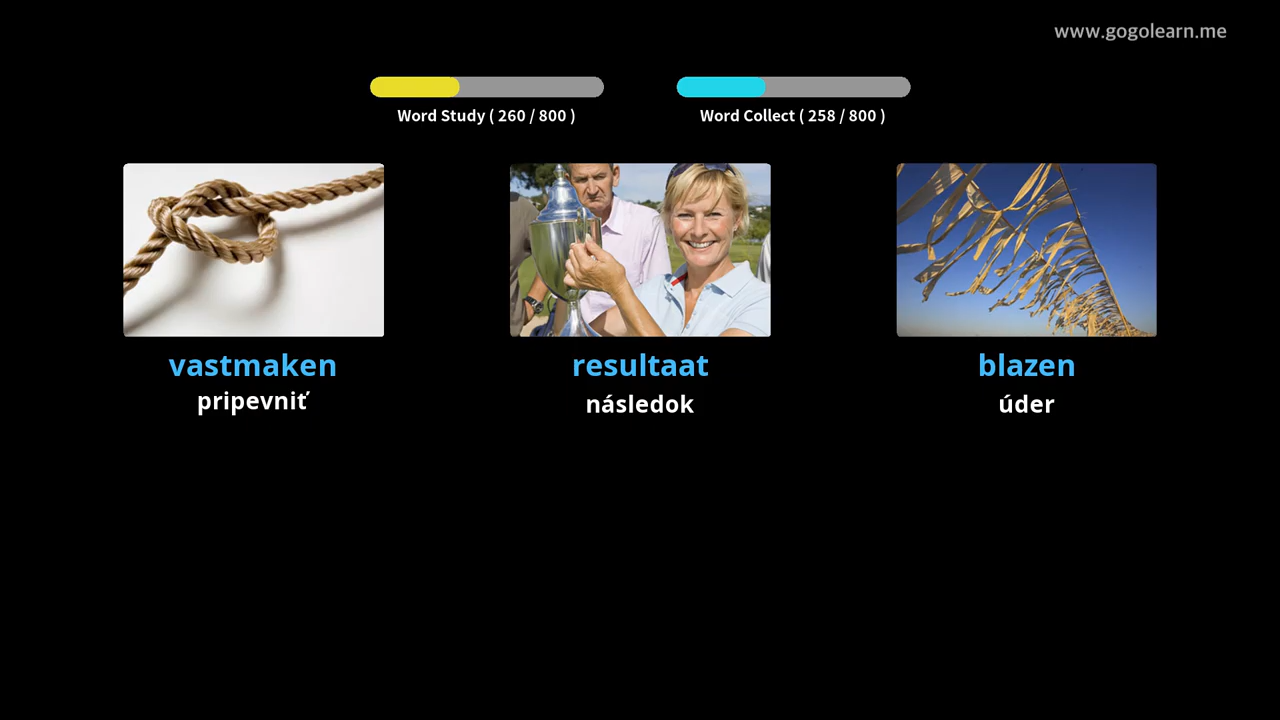 www.gogolearn.me
Word Study ( 260 / 800 )
Word Collect ( 258 / 800 )
vastmaken
pripevniť
resultaat
následok
blazen
úder